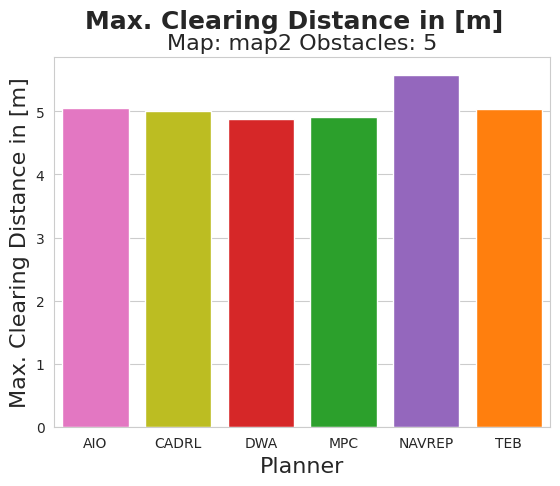 Max. Clearing Distance in [m]
Map: map2 Obstacles: 5
Max. Clearing Distance in [m]
5
4
3
2
1
0
AIO CADRL DWA MPC NAVREP TEB
Planner